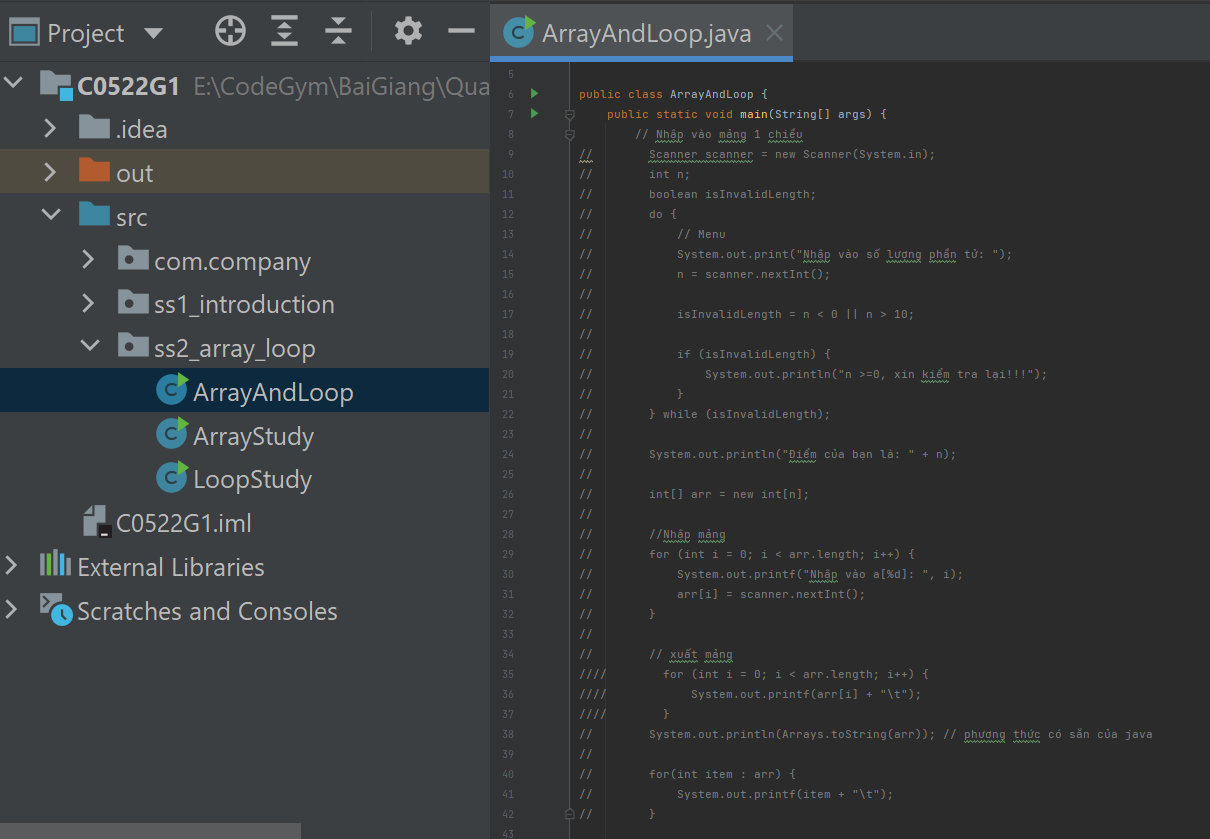 Project
C0522G1 E:\CodeGym\BaiGiang\Qua
.idea
out
src
com.company
ss1_introduction
ss2_array_loop
ArrayAndLoop
ArrayStudy
LoopStudy
C0522G1.iml
External Libraries
Scratches and Consoles
ArrayAndLoop.java
5
6 public class ArrayAndLoop {
7 public static void main(String[] args) {
8 // Nhập vào mảng 1 chiều
9 // Scanner scanner = new Scanner(System.in);
10 // int n;
11 // boolean isInvalidLength;
12 // do {
13 // // Menu
14 // System.out.print("Nhập vào số lượng phần tử: ");
15 // n = scanner.nextInt();
16 //
17 // isInvalidLength = n < 0 || n > 10;
18 //
19 // if (isInvalidLength) {
20 // System.out.println("n >=0, xin kiểm tra lại!!!");
21 // }
22 // } while (isInvalidLength);
23 //
24 // System.out.println("Điểm của bạn là: " + n);
25 //
26 // int[] arr = new int[n];
27 //
28 // //Nhập mảng
29 // for (int i = 0; i < arr.length; i++) {
30 // System.out.printf("Nhập vào a[%d]: ", i);
31 // arr[i] = scanner.nextInt();
32 // }
33 //
34 // // xuất mảng
35 //// for (int i = 0; i < arr.length; i++) {
36 //// System.out.printf(arr[i] + "\t");
37 //// }
38 // System.out.println(Arrays.toString(arr)); // phương thức có sẵn của java
39 //
40 // for(int item : arr) {
41 // System.out.printf(item + "\t");
42 // }
43